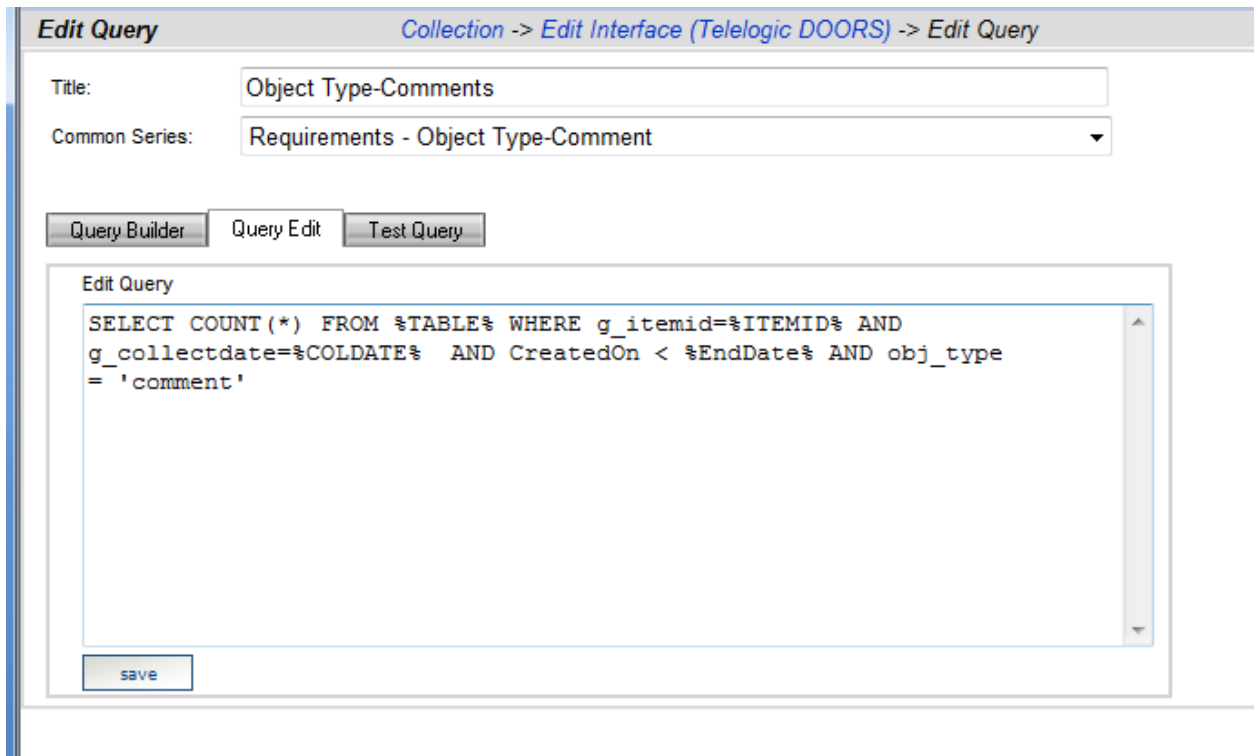 Edit Query Collection -> Edit Interface (Telelogic DOORS) -> Edit Query
Title: Object Type-Comments
Common Series: Requirements - Object Type-Comment
Query Builder Query Edit Test Query
Edit Query
SELECT COUNT(*) FROM %TABLE% WHERE g_itemid=%ITEMID% AND
g_collectdate=%COLDATE%  AND CreatedOn < %EndDate% AND obj_type
= 'comment'
save